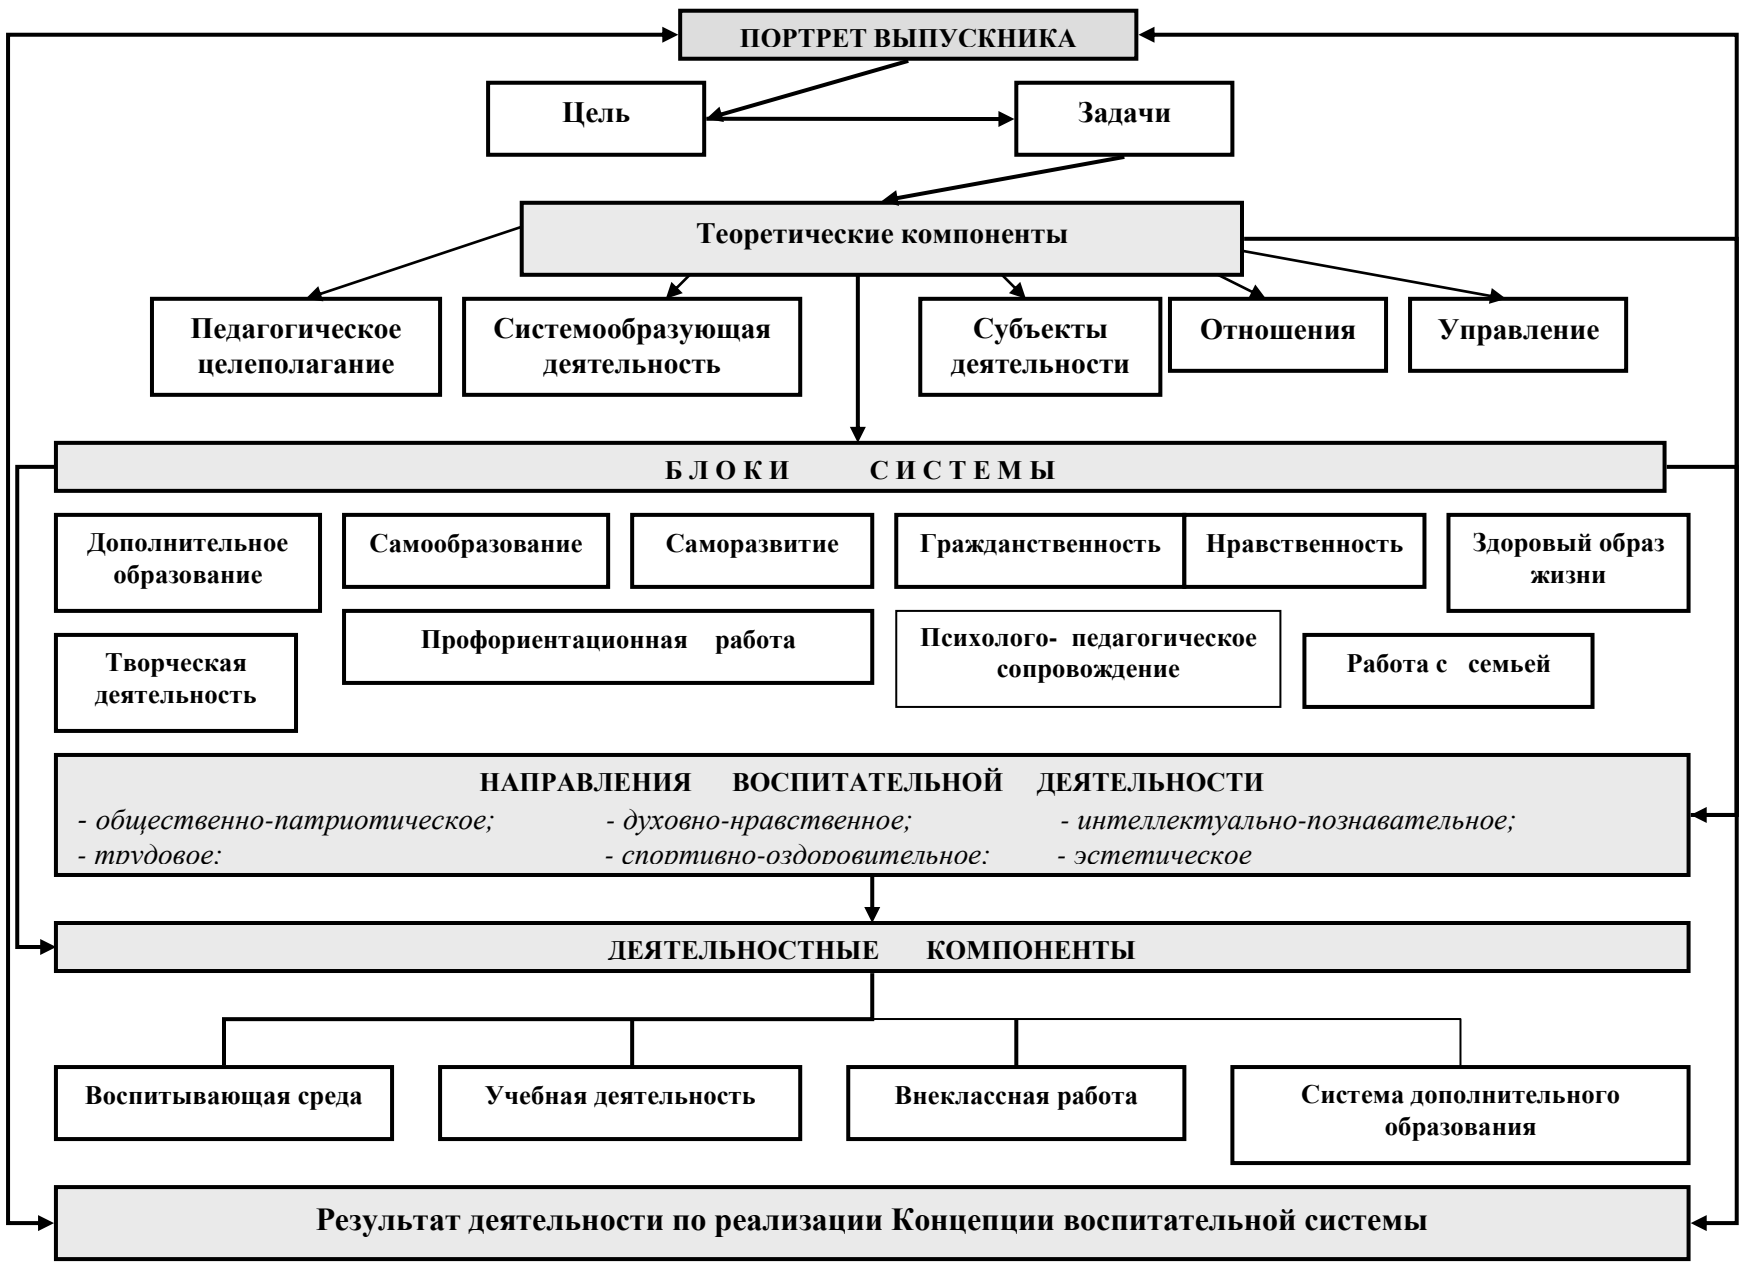 ПОРТРЕТ ВЫПУСКНИКА
Цель
Задачи
Теоретические компоненты
Педагогическое
целеполагание
Системообразующая
деятельность
Субъекты
деятельности
Отношения
Управление
Б Л О К И С И С Т Е М Ы
Дополнительное
образование
Самообразование
Саморазвитие
Гражданственность
Нравственность
Здоровый образ
жизни
Творческая
деятельность
Профориентационная работа
Психолого- педагогическое
сопровождение
Работа с семьей
НАПРАВЛЕНИЯ ВОСПИТАТЕЛЬНОЙ ДЕЯТЕЛЬНОСТИ
- общественно-патриотическое; - духовно-нравственное; - интеллектуально-познавательное;
- трудовое; - спортивно-оздоровительное; - эстетическое
ДЕЯТЕЛЬНОСТНЫЕ КОМПОНЕНТЫ
Воспитывающая среда
Учебная деятельность
Внеклассная работа
Система дополнительного
образования
Результат деятельности по реализации Концепции воспитательной системы